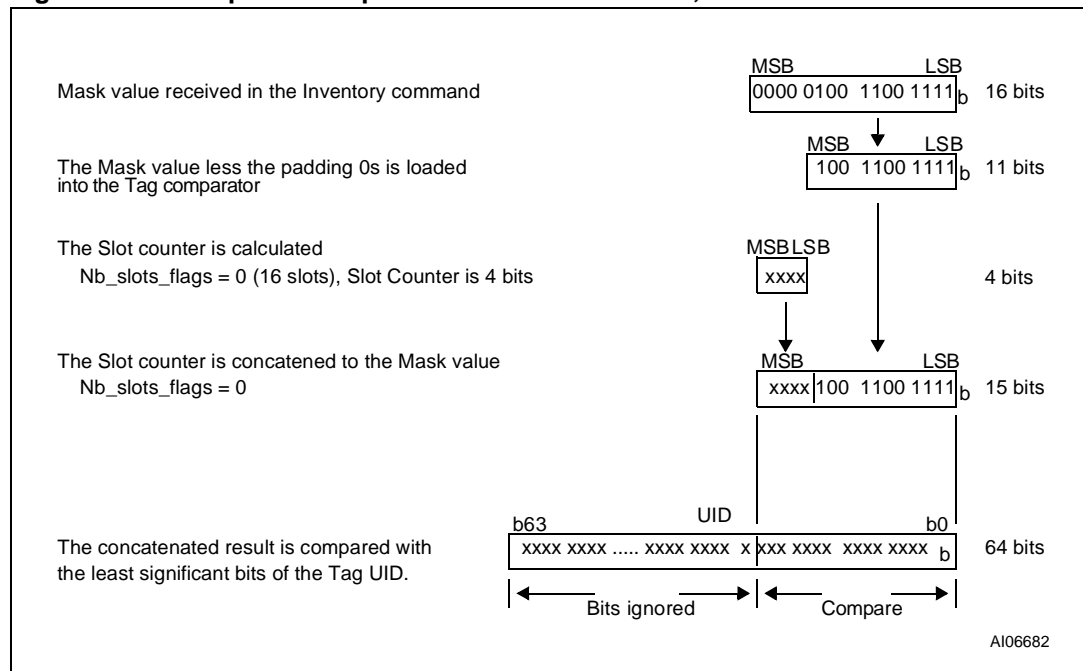 MSB LSB
Mask value received in the Inventory command 0000 0100 1100 1111 b 16 bits
MSB LSB
The Mask value less the padding 0s is loaded 100 1100 1111 b 11 bits
into the Tag comparator
The Slot counter is calculated MSB LSB
Nb_slots_flags = 0 (16 slots), Slot Counter is 4 bits xxxx 4 bits
The Slot counter is concatened to the Mask value MSB LSB
Nb_slots_flags = 0 xxxx 100 1100 1111 b 15 bits
b63 UID b0
The concatenated result is compared with xxxx xxxx ..... xxxx xxxx x xxx xxxx xxxx xxxx b 64 bits
the least significant bits of the Tag UID.
Bits ignored Compare
AI06682